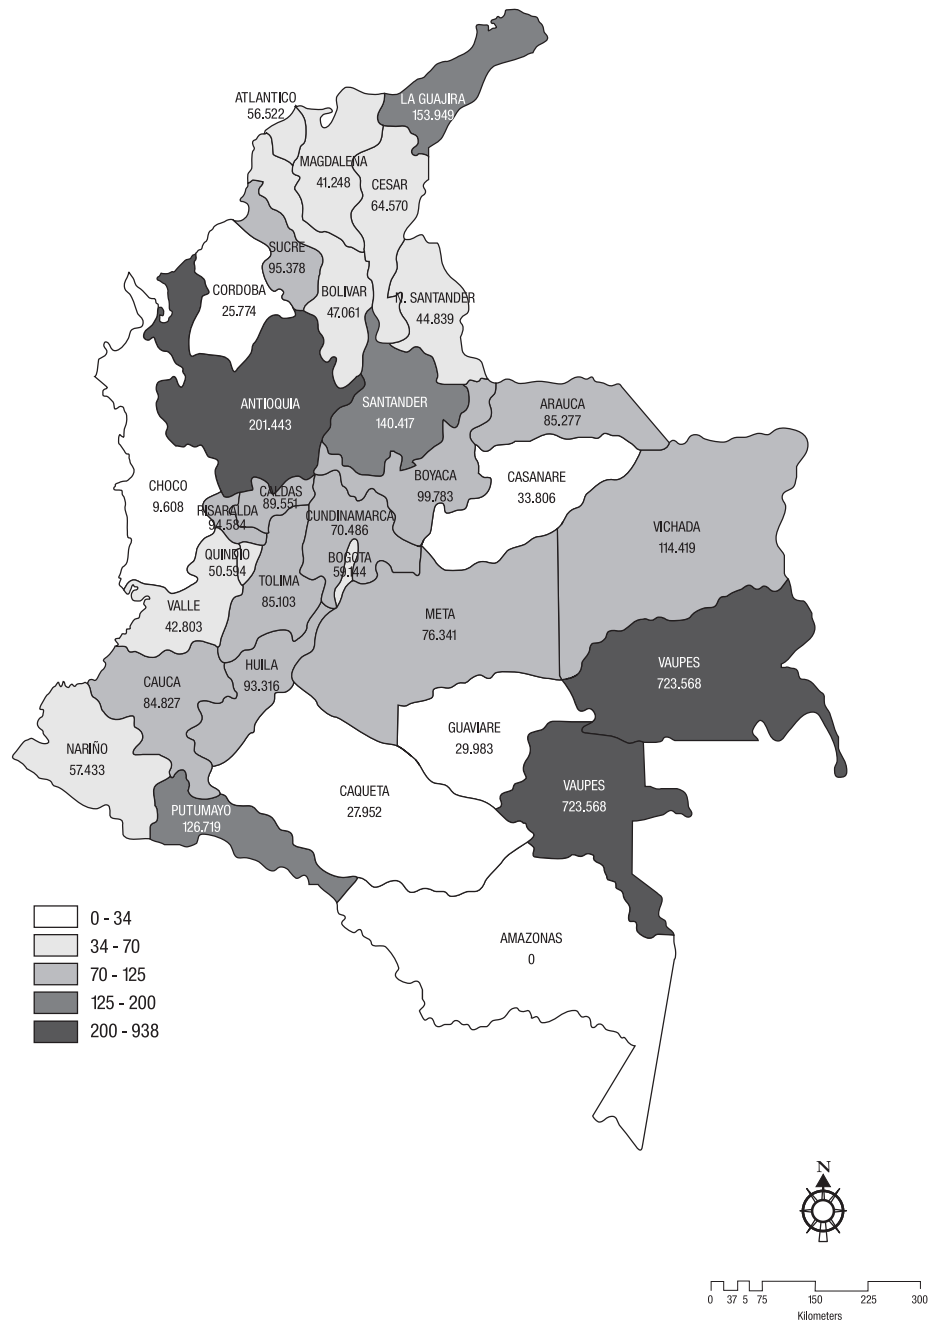 ATLANTICO
56.522
LA GUAJIRA
153.949
MAGDALENA
41.248
CESAR
64.570
SUCRE
95.378
CORDOBA
25.774
BOLIVAR
47.061
N. SANTANDER
44.839
ANTIOQUIA
201.443
SANTANDER
140.417
ARAUCA
85.277
CHOCO
9.608
CALDAS
89.551
BOYACA
99.783
CASANARE
33.806
RISARALDA
94.584
CUNDINAMARCA
70.486
VICHADA
114.419
QUINDIO
50.594
BOGOTA
59.144
TOLIMA
85.103
VALLE
42.803
META
76.341
HUILA
93.316
VAUPES
723.568
CAUCA
84.827
GUAVIARE
29.983
NARIÑO
57.433
CAQUETA
27.952
VAUPES
723.568
PUTUMAYO
126.719
AMAZONAS
0
0 - 34
34 - 70
70 - 125
125 - 200
200 - 938
N
0 37 5 75 150 225 300
Kilometers